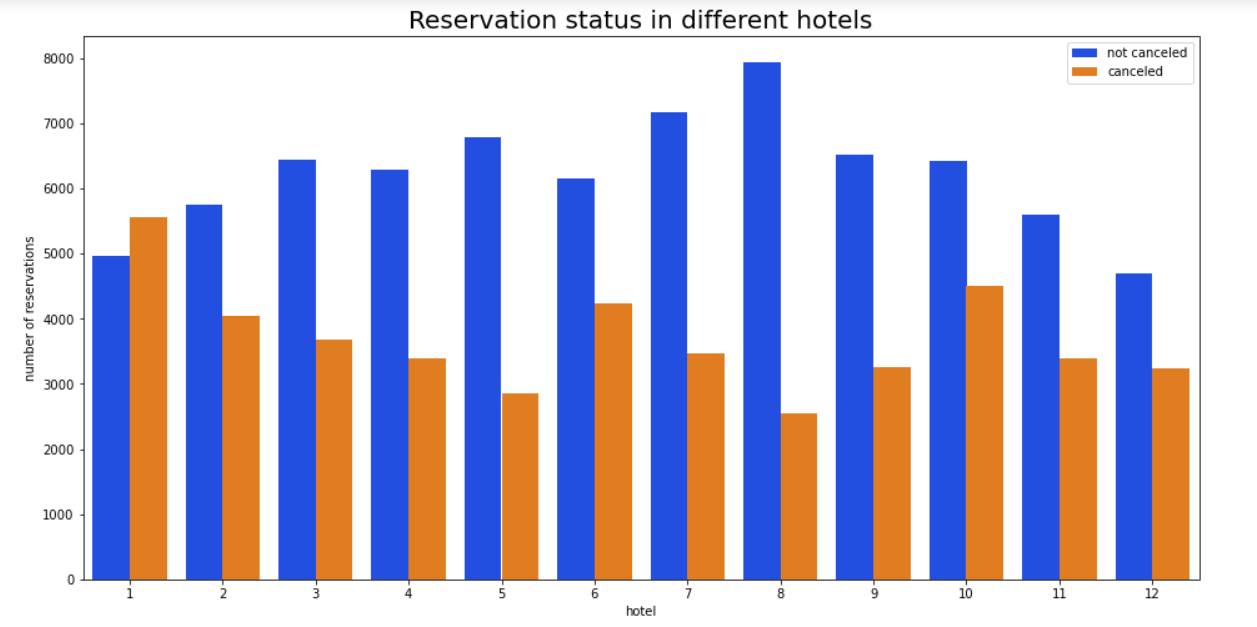 Reservation status in different hotels
not canceled
canceled
number of reservations
8000
7000
6000
5000
4000
3000
2000
1000
0
1 2 3 4 5 6 7 8 9 10 11 12
hotel